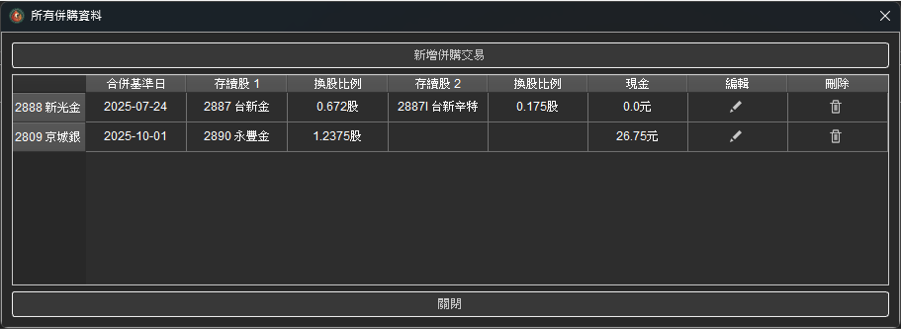 所有併購資料
新增併購交易
合併基準日 存續股 1 換股比例 存續股 2 換股比例 現金 編輯 刪除
2888 新光金 2025-07-24 2887 台新金 0.672股 2887I 台新辛特 0.175股 0.0元
2809 京城銀 2025-10-01 2890 永豐金 1.2375股 26.75元
關閉